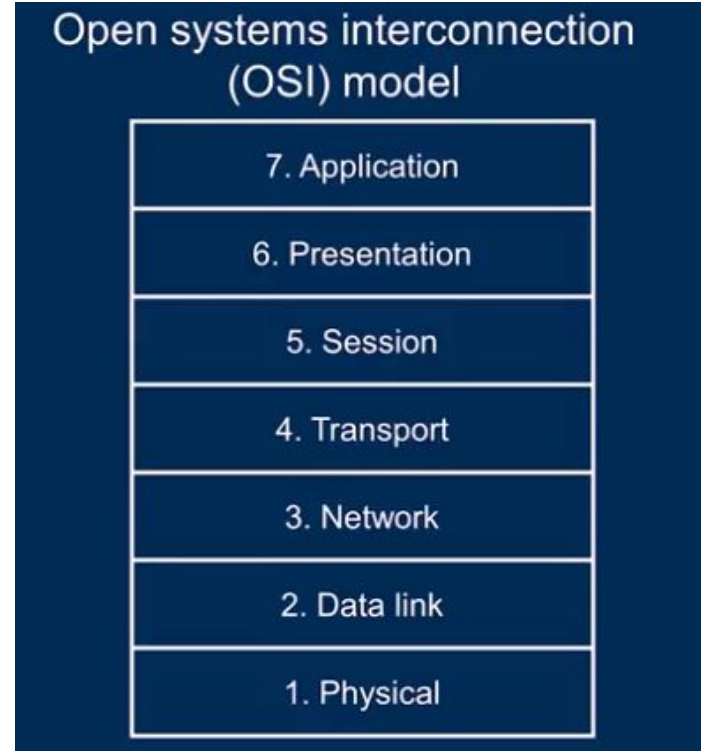 Open systems interconnection
(OSI) model
7. Application
6. Presentation
5. Session
4. Transport
3. Network
2. Data link
1. Physical